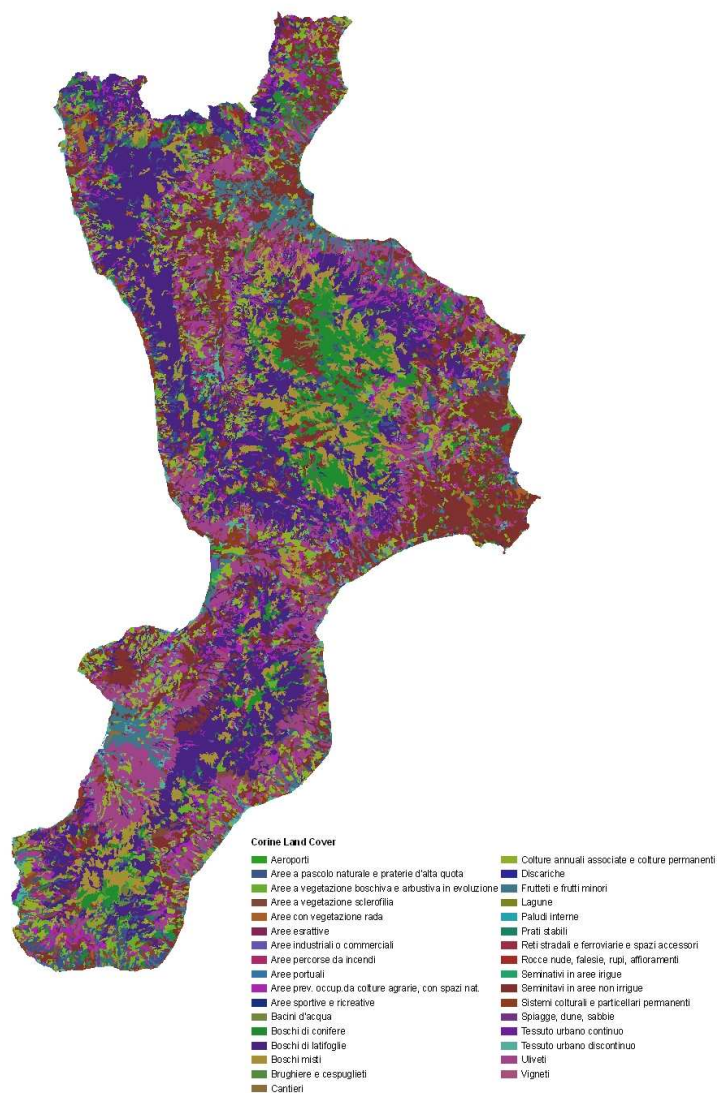 Corine Land Cover
Aeroporti
Aree a pascolo naturale e praterie d'alta quota
Aree a vegetazione boschiva e arbustiva in evoluzione
Aree a vegetazione sclerofilia
Aree con vegetazione rada
Aree esrattive
Aree industriali o commerciali
Aree percorse da incendi
Aree portuali
Aree prev. occup.da colture agrarie, con spazi nat.
Aree sportive e ricreative
Bacini d'acqua
Boschi di conifere
Boschi di latifoglie
Boschi misti
Brughiere e cespuglieti
Cantieri
Colture annuali associate e colture permanenti
Discariche
Frutteti e frutti minori
Lagune
Paludi interne
Prati stabili
Reti stradali e ferroviarie e spazi accessori
Rocce nude, falesie, rupi, affioramenti
Seminativi in aree irigue
Seminitavi in aree non irrigue
Sistemi colturali e particellari permanenti
Spiagge, dune, sabbie
Tessuto urbano continuo
Tessuto urbano discontinuo
Uliveti
Vigneti